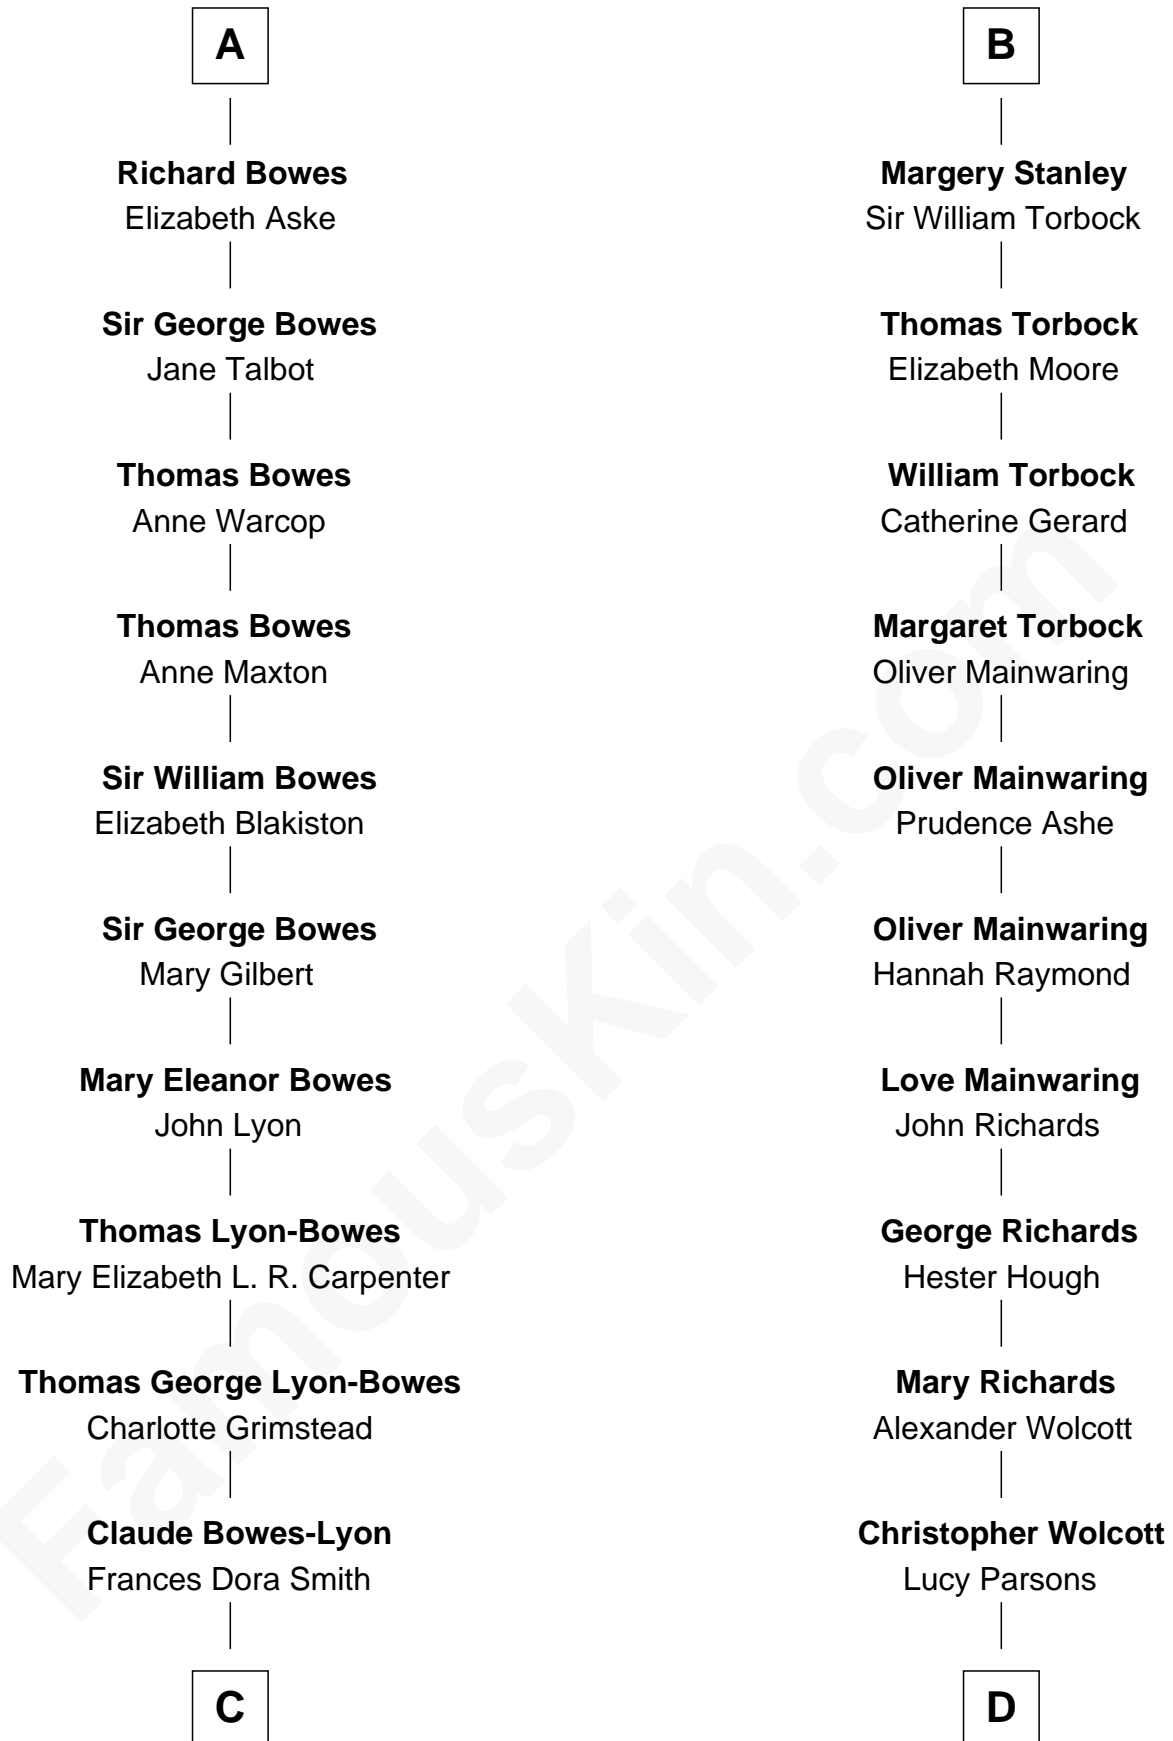 A
Richard Bowes
Elizabeth Aske
Sir George Bowes
Jane Talbot
Thomas Bowes
Anne Warcop
Thomas Bowes
Anne Maxton
Sir William Bowes
Elizabeth Blakiston
Sir George Bowes
Mary Gilbert
Mary Eleanor Bowes
John Lyon
Thomas Lyon-Bowes
Mary Elizabeth L. R. Carpenter
Thomas George Lyon-Bowes
Charlotte Grimstead
Claude Bowes-Lyon
Frances Dora Smith
C
B
Margery Stanley
Sir William Torbock
Thomas Torbock
Elizabeth Moore
William Torbock
Catherine Gerard
Margaret Torbock
Oliver Mainwaring
Oliver Mainwaring
Prudence Ashe
Oliver Mainwaring
Hannah Raymond
Love Mainwaring
John Richards
George Richards
Hester Hough
Mary Richards
Alexander Wolcott
Christopher Wolcott
Lucy Parsons
D
FamousKin.com